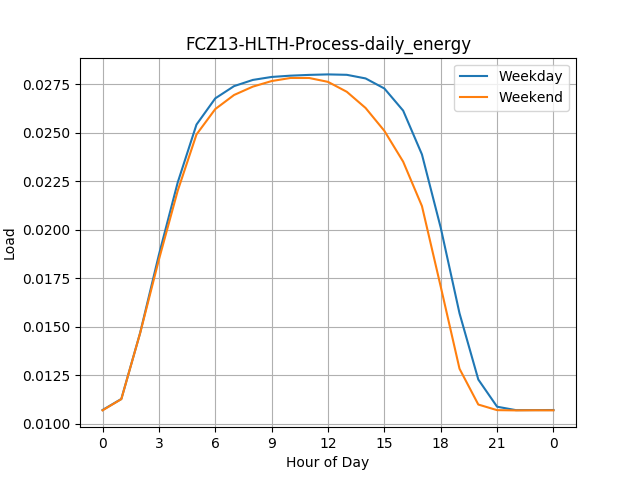 FCZ13-HLTH-Process-daily_energy
Weekday
Weekend
0.0275
0.0250
0.0225
0.0200
0.0175
0.0150
0.0125
0.0100
Load
0 3 6 9 12 15 18 21 0
Hour of Day